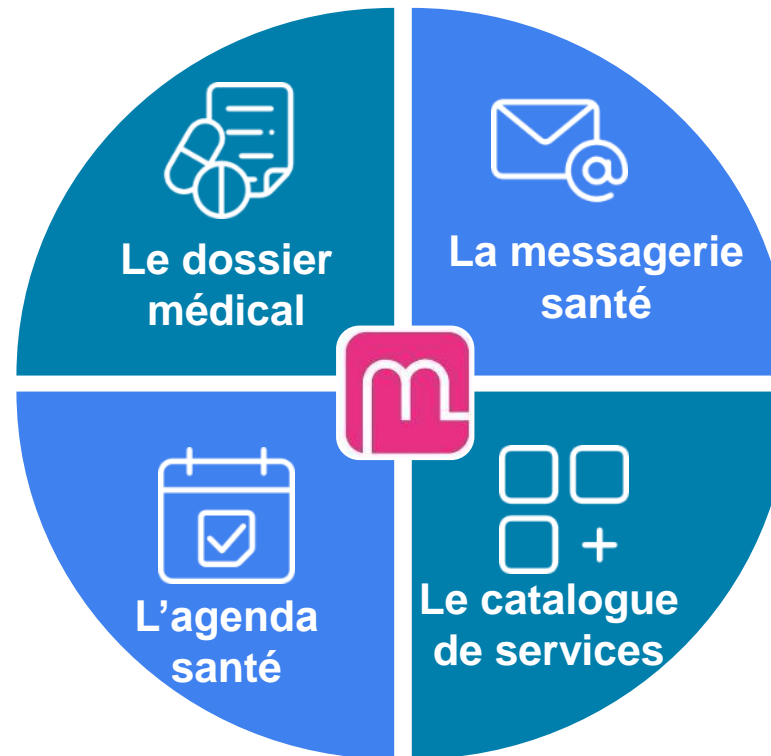 Le dossier
médical
La messagerie
santé
L’agenda
santé
Le catalogue
de services